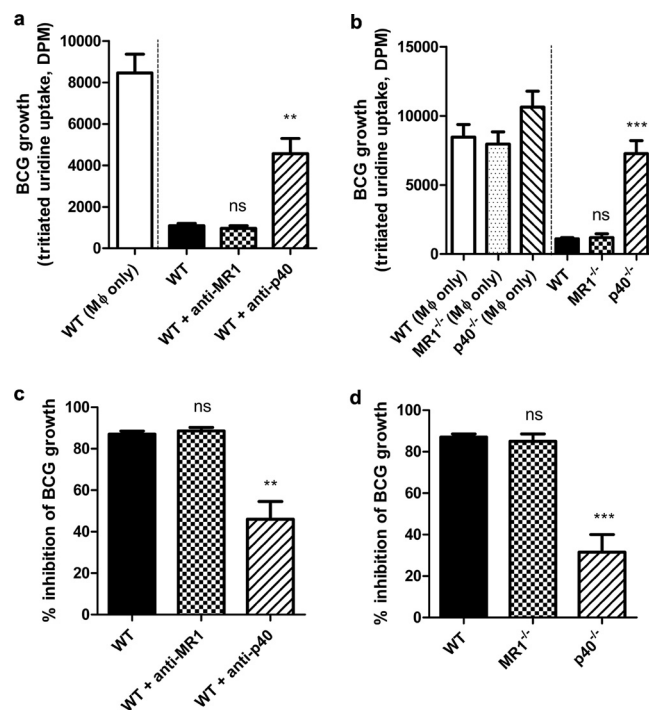 a
BCG growth
(tritiated uridine uptake, DPM)
10000
8000
6000
4000
2000
0
ns
**
WT (Mϕ only)
WT
WT + anti-MR1
WT + anti-p40
b
BCG growth
(tritiated uridine uptake, DPM)
15000
10000
5000
0
ns
***
WT (Mϕ only)
MR1-/- (Mϕ only)
p40-/- (Mϕ only)
WT
MR1-/-
p40-/-
c
% inhibition of BCG growth
100
80
60
40
20
0
ns
**
WT
WT + anti-MR1
WT + anti-p40
d
% inhibition of BCG growth
100
80
60
40
20
0
ns
***
WT
MR1-/-
p40-/-